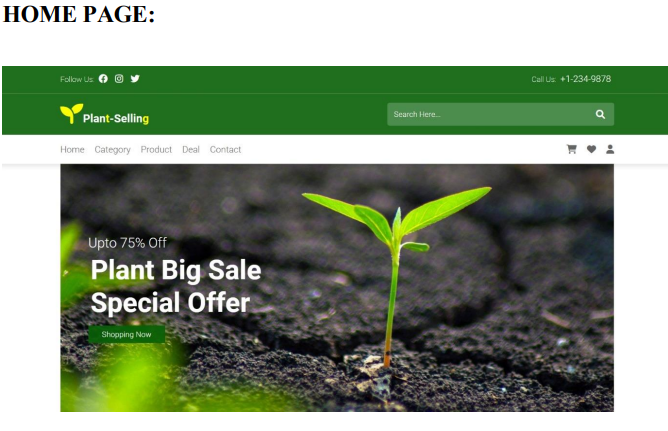 HOME PAGE:
Follow Us:
Call Us: +1-234-9878
Plant-Selling
Search Here...
Home Category Product Deal Contact
Upto 75% Off
Plant Big Sale
Special Offer
Shopping Now